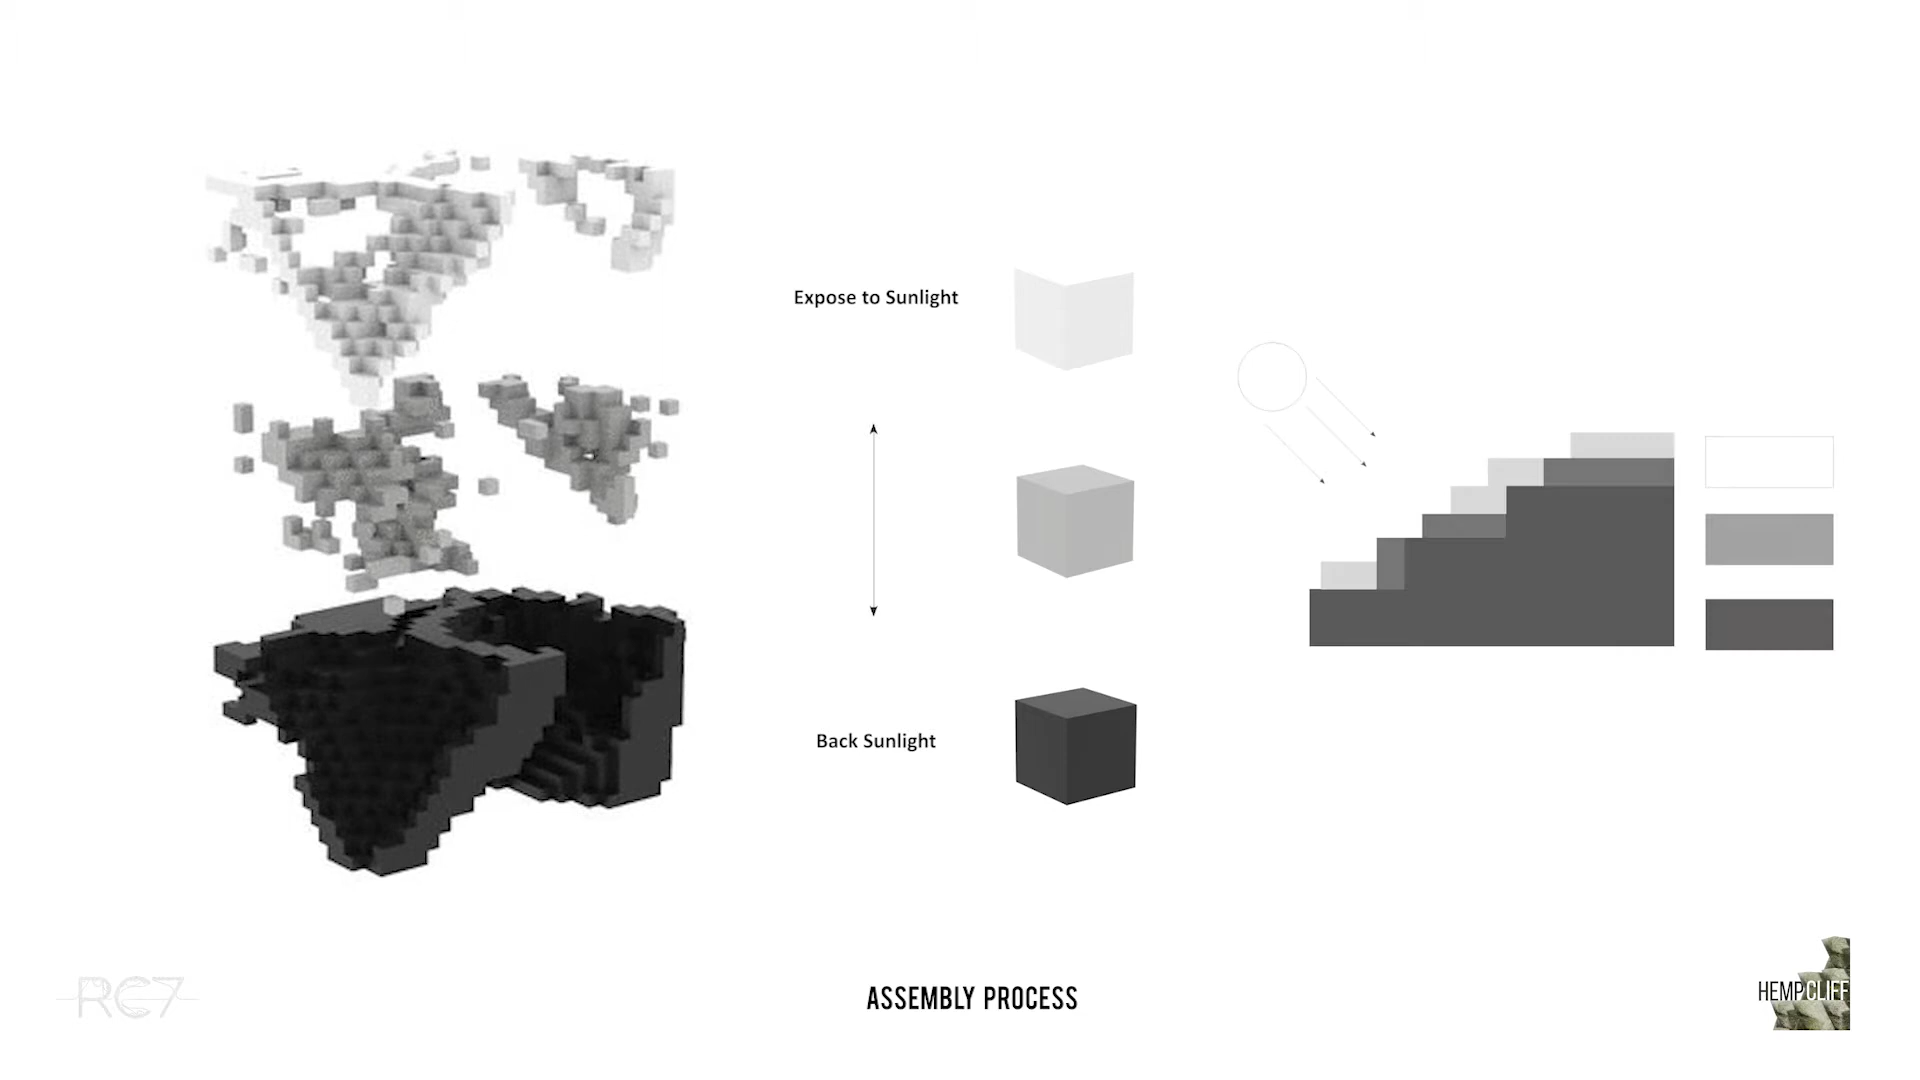 Expose to Sunlight
Back Sunlight
RC7
ASSEMBLY PROCESS
HEMPCLIFF